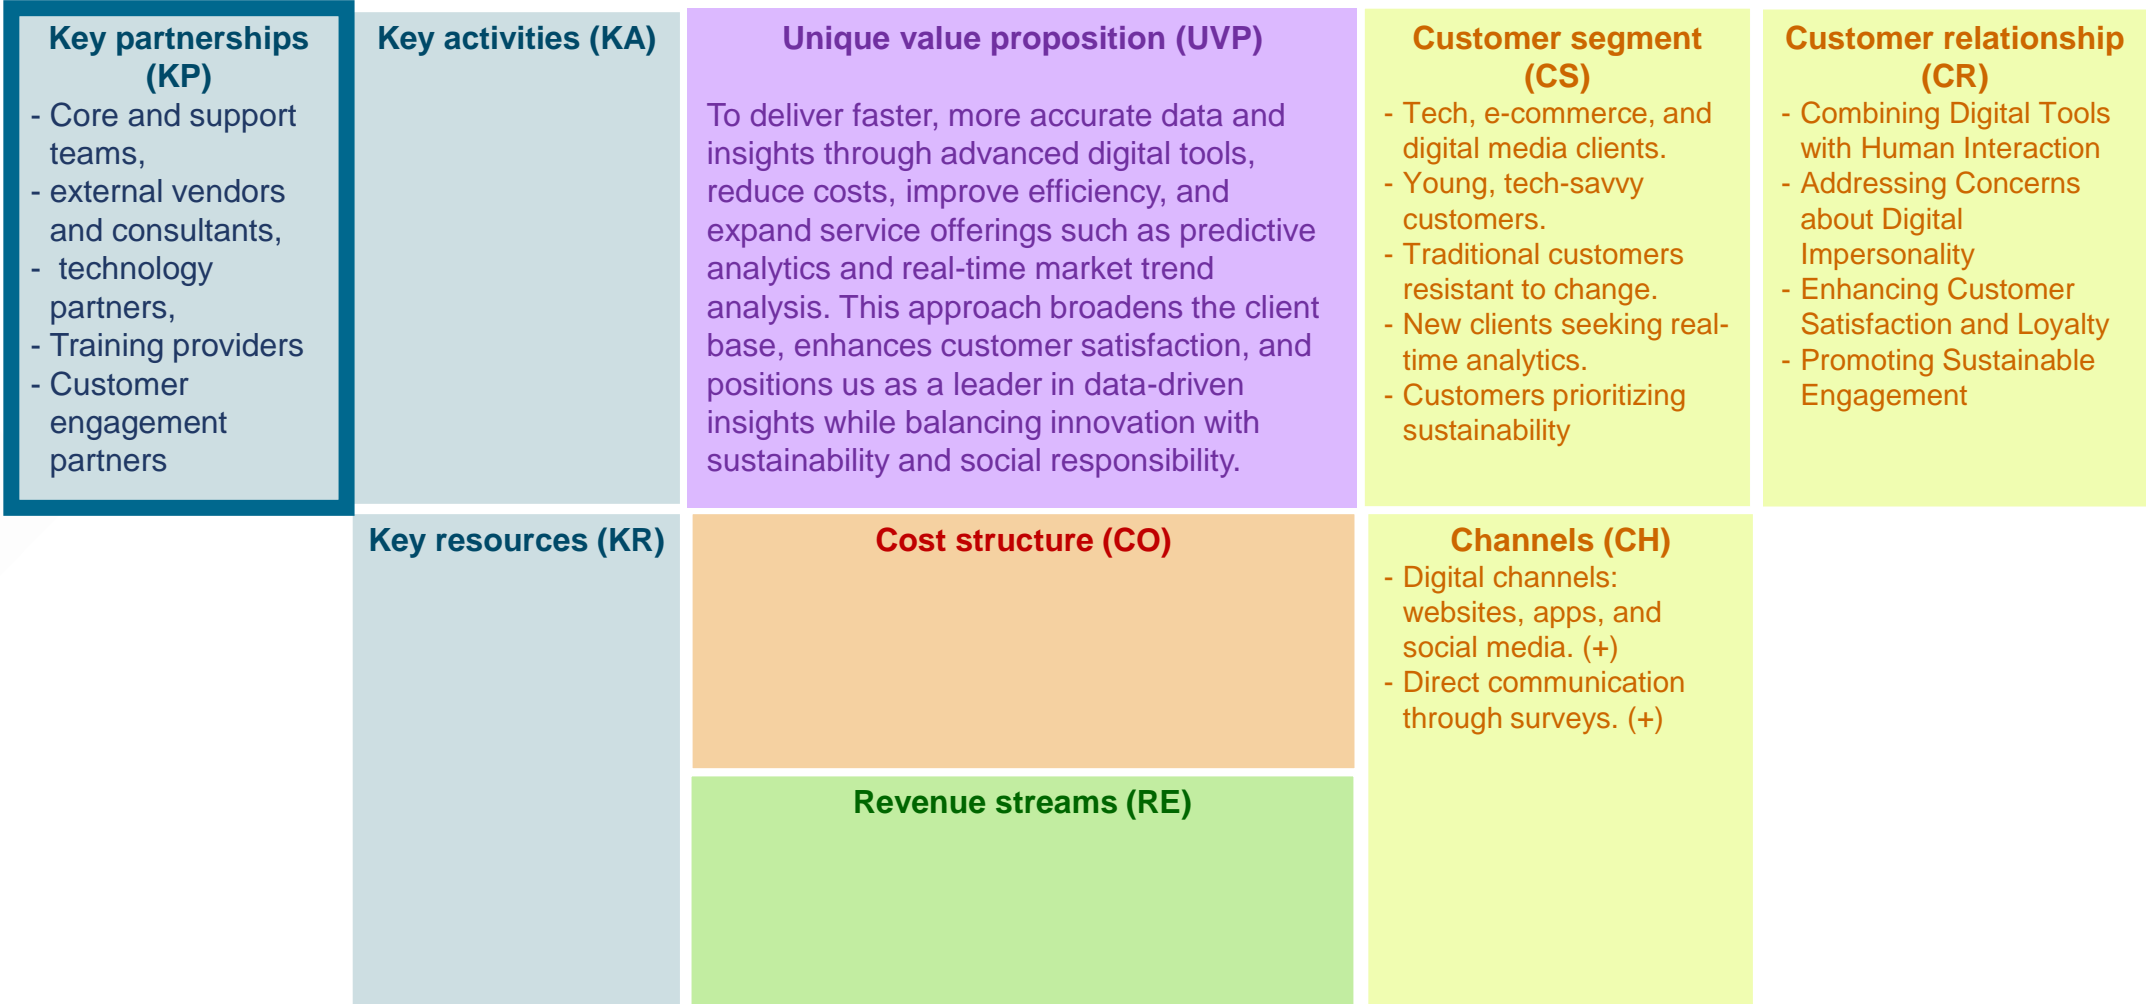 Key partnerships
(KP)
- Core and support
teams,
- external vendors
and consultants,
- technology
partners,
- Training providers
- Customer
engagement
partners
Key activities (KA)
Unique value proposition (UVP)
To deliver faster, more accurate data and
insights through advanced digital tools,
reduce costs, improve efficiency, and
expand service offerings such as predictive
analytics and real-time market trend
analysis. This approach broadens the client
base, enhances customer satisfaction, and
positions us as a leader in data-driven
insights while balancing innovation with
sustainability and social responsibility.
Customer segment
(CS)
- Tech, e-commerce, and
digital media clients.
- Young, tech-savvy
customers.
- Traditional customers
resistant to change.
- New clients seeking real-
time analytics.
- Customers prioritizing
sustainability
Customer relationship
(CR)
- Combining Digital Tools
with Human Interaction
- Addressing Concerns
about Digital
Impersonality
- Enhancing Customer
Satisfaction and Loyalty
- Promoting Sustainable
Engagement
Key resources (KR)
Cost structure (CO)
Channels (CH)
- Digital channels:
websites, apps, and
social media. (+)
- Direct communication
through surveys. (+)
Revenue streams (RE)